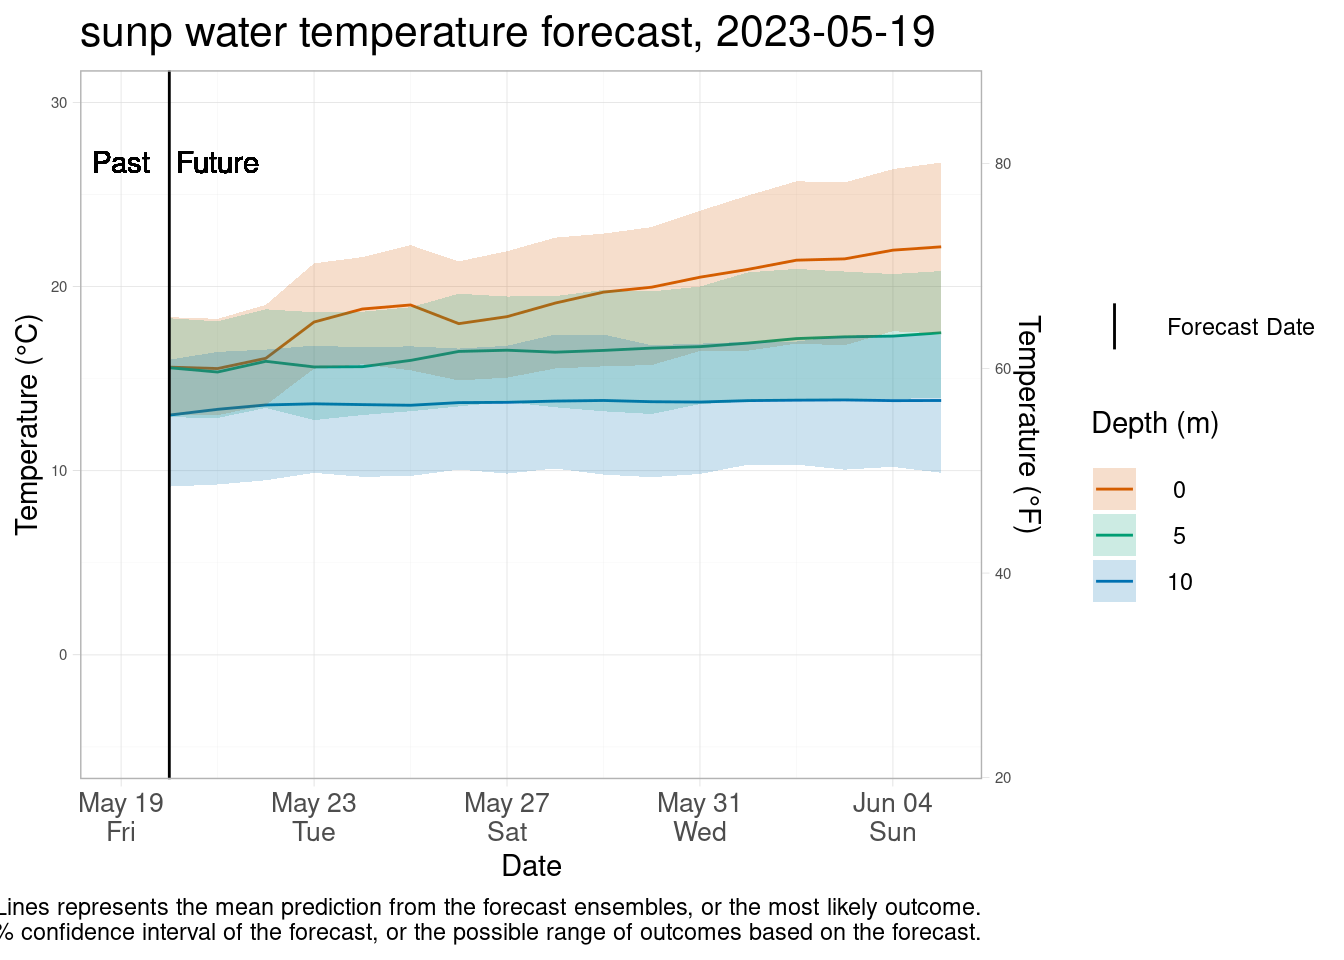 sunp water temperature forecast, 2023-05-19
30
20
10
0
Temperature (°C)
Past
Future
80
60
40
20
Temperature (°F)
May 19
Fri
May 23
Tue
May 27
Sat
May 31
Wed
Jun 04
Sun
Date
Forecast Date
Depth (m)
0
5
10
Lines represents the mean prediction from the forecast ensembles, or the most likely outcome.
% confidence interval of the forecast, or the possible range of outcomes based on the forecast.